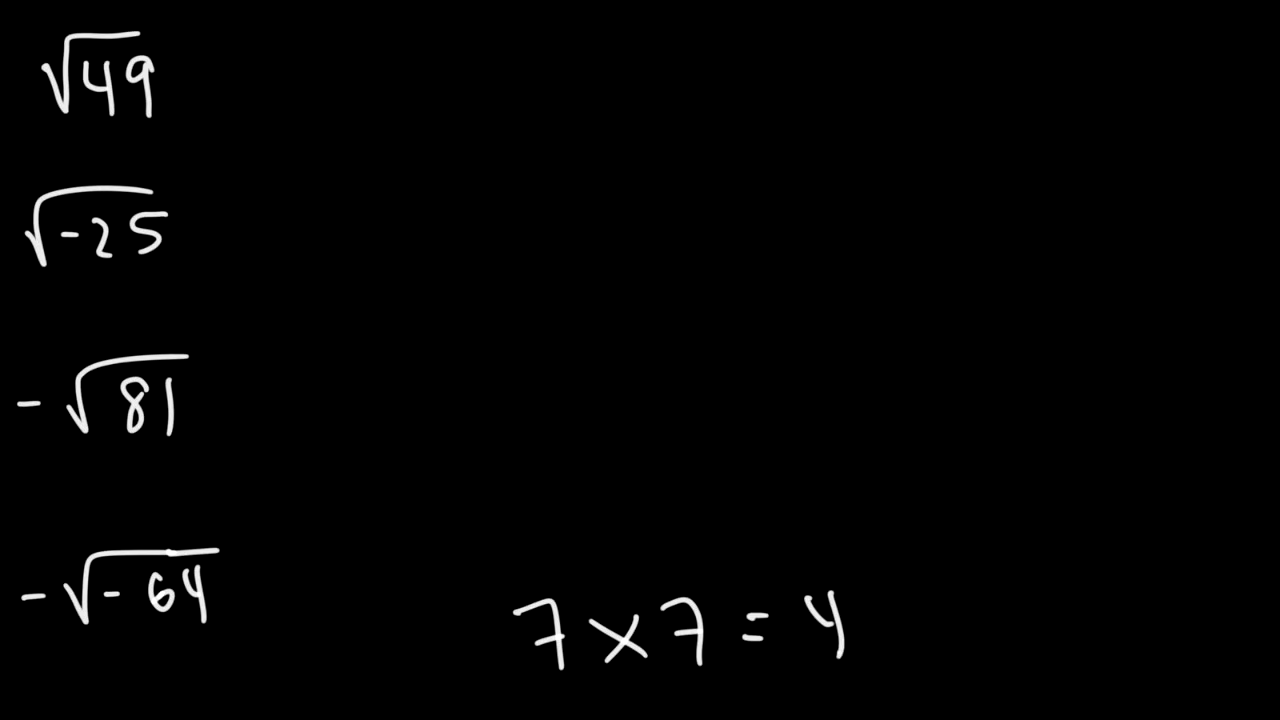 √49
√-25
- √81
- √- 64
7 × 7 = 4